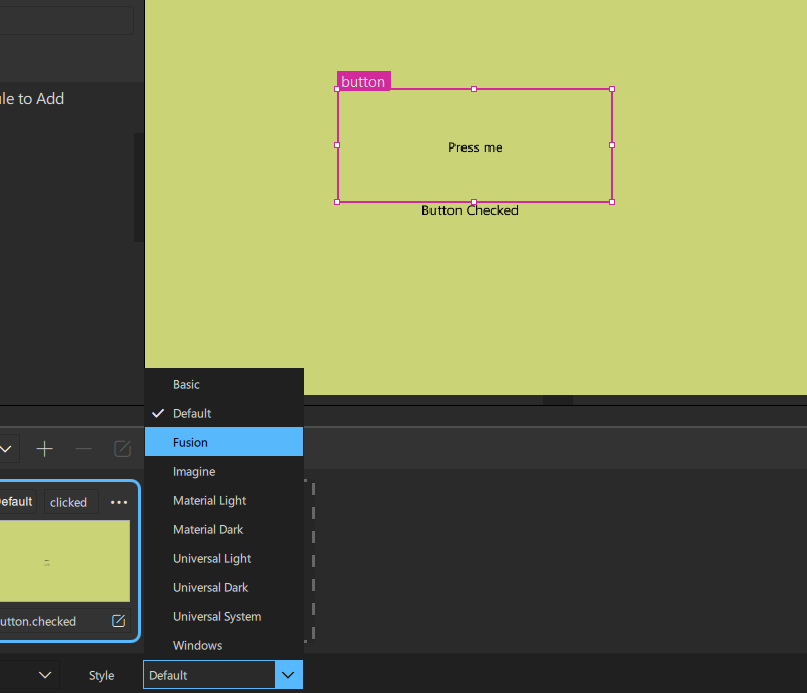 button
Press me
Button Checked
ule to Add
Basic
Default
Fusion
Imagine
Material Light
Material Dark
Universal Light
Universal Dark
Universal System
Windows
efault
clicked
utton.checked
Style
Default